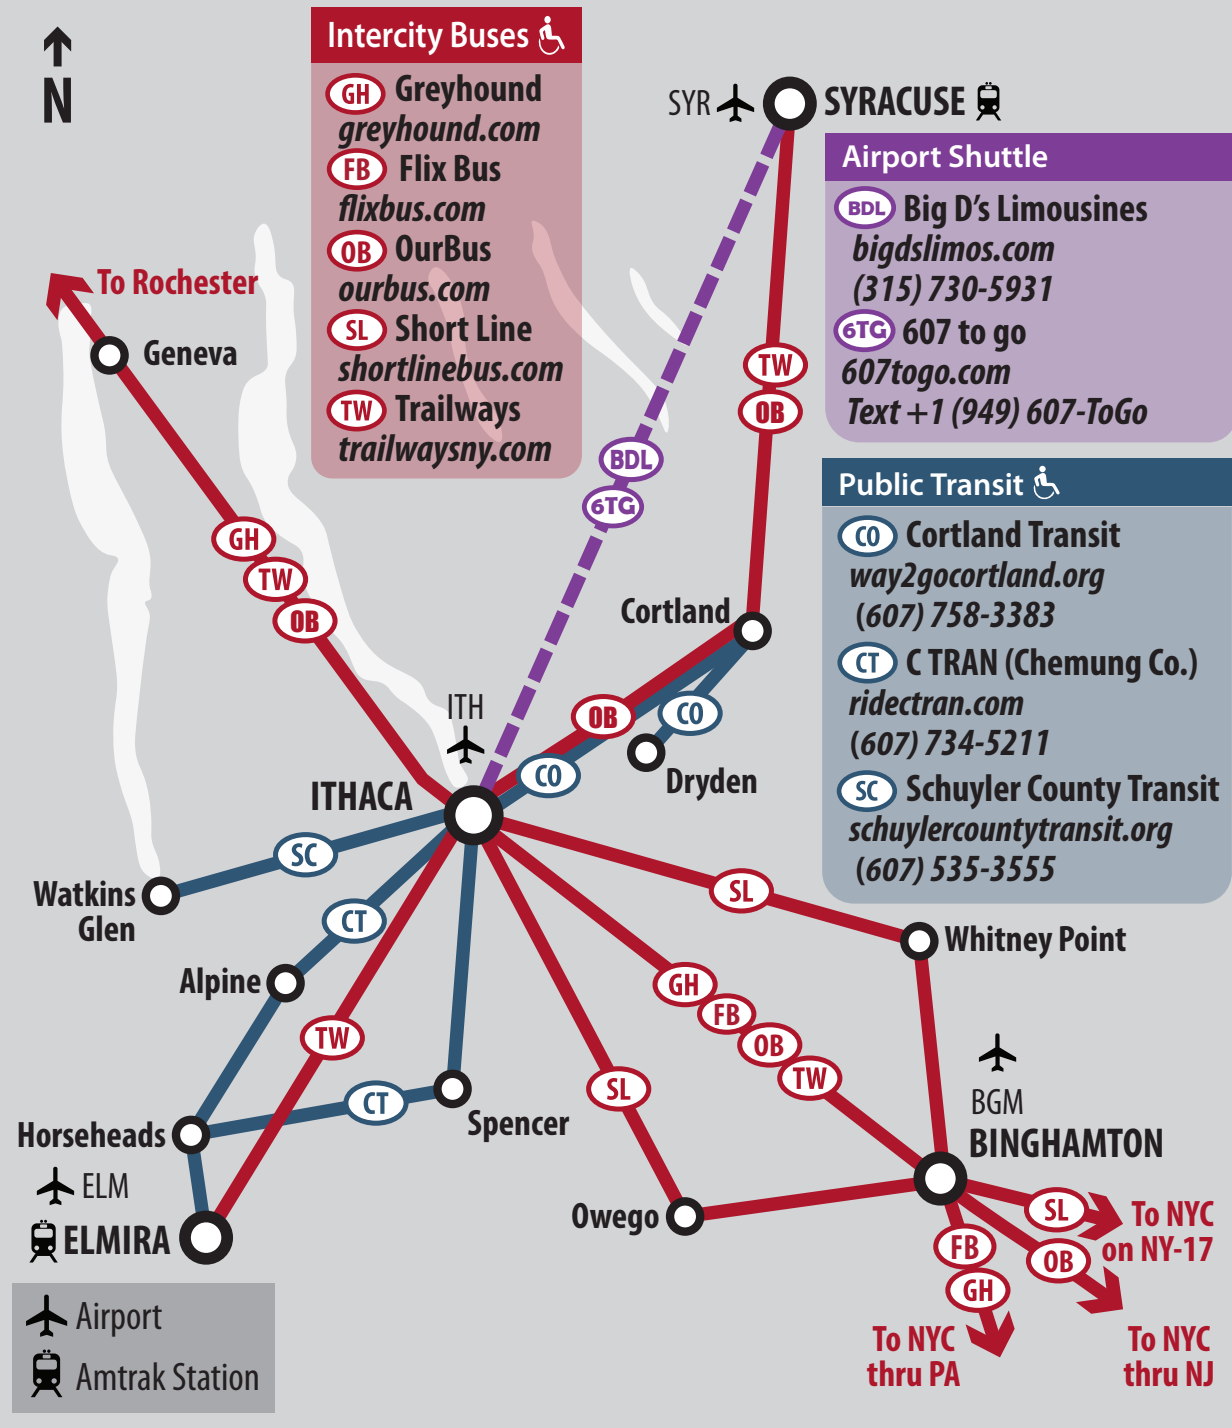 N
Intercity Buses
GH Greyhound
greyhound.com
FB Flix Bus
flixbus.com
OB OurBus
ourbus.com
SL Short Line
shortlinebus.com
TW Trailways
trailwaysny.com
SYR
SYRACUSE
Airport Shuttle
BDL Big D's Limousines
bigdslimos.com
(315) 730-5931
6TG 607 to go
607togo.com
Text +1 (949) 607-ToGo
Public Transit
CO Cortland Transit
way2gocortland.org
(607) 758-3383
CT C TRAN (Chemung Co.)
ridectran.com
(607) 734-5211
SC Schuyler County Transit
schuylercountytransit.org
(607) 535-3555
To Rochester
Geneva
TW
OB
BDL
6TG
GH
TW
OB
Cortland
ITH
OB
CO
CO
Dryden
ITHACA
SC
Watkins
Glen
CT
SL
Whitney Point
Alpine
GH
FB
OB
TW
TW
SL
CT
Spencer
Horseheads
BGM
BINGHAMTON
ELM
ELMIRA
Owego
SL
To NYC
on NY-17
FB
OB
GH
To NYC
thru PA
To NYC
thru NJ
Airport
Amtrak Station